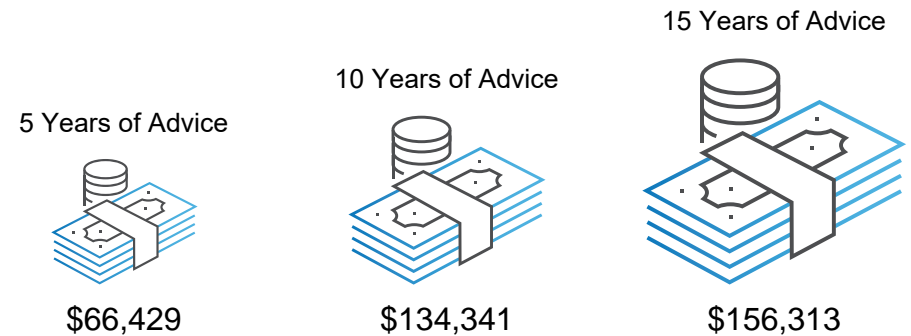 5 Years of Advice
$66,429
10 Years of Advice
$134,341
15 Years of Advice
$156,313